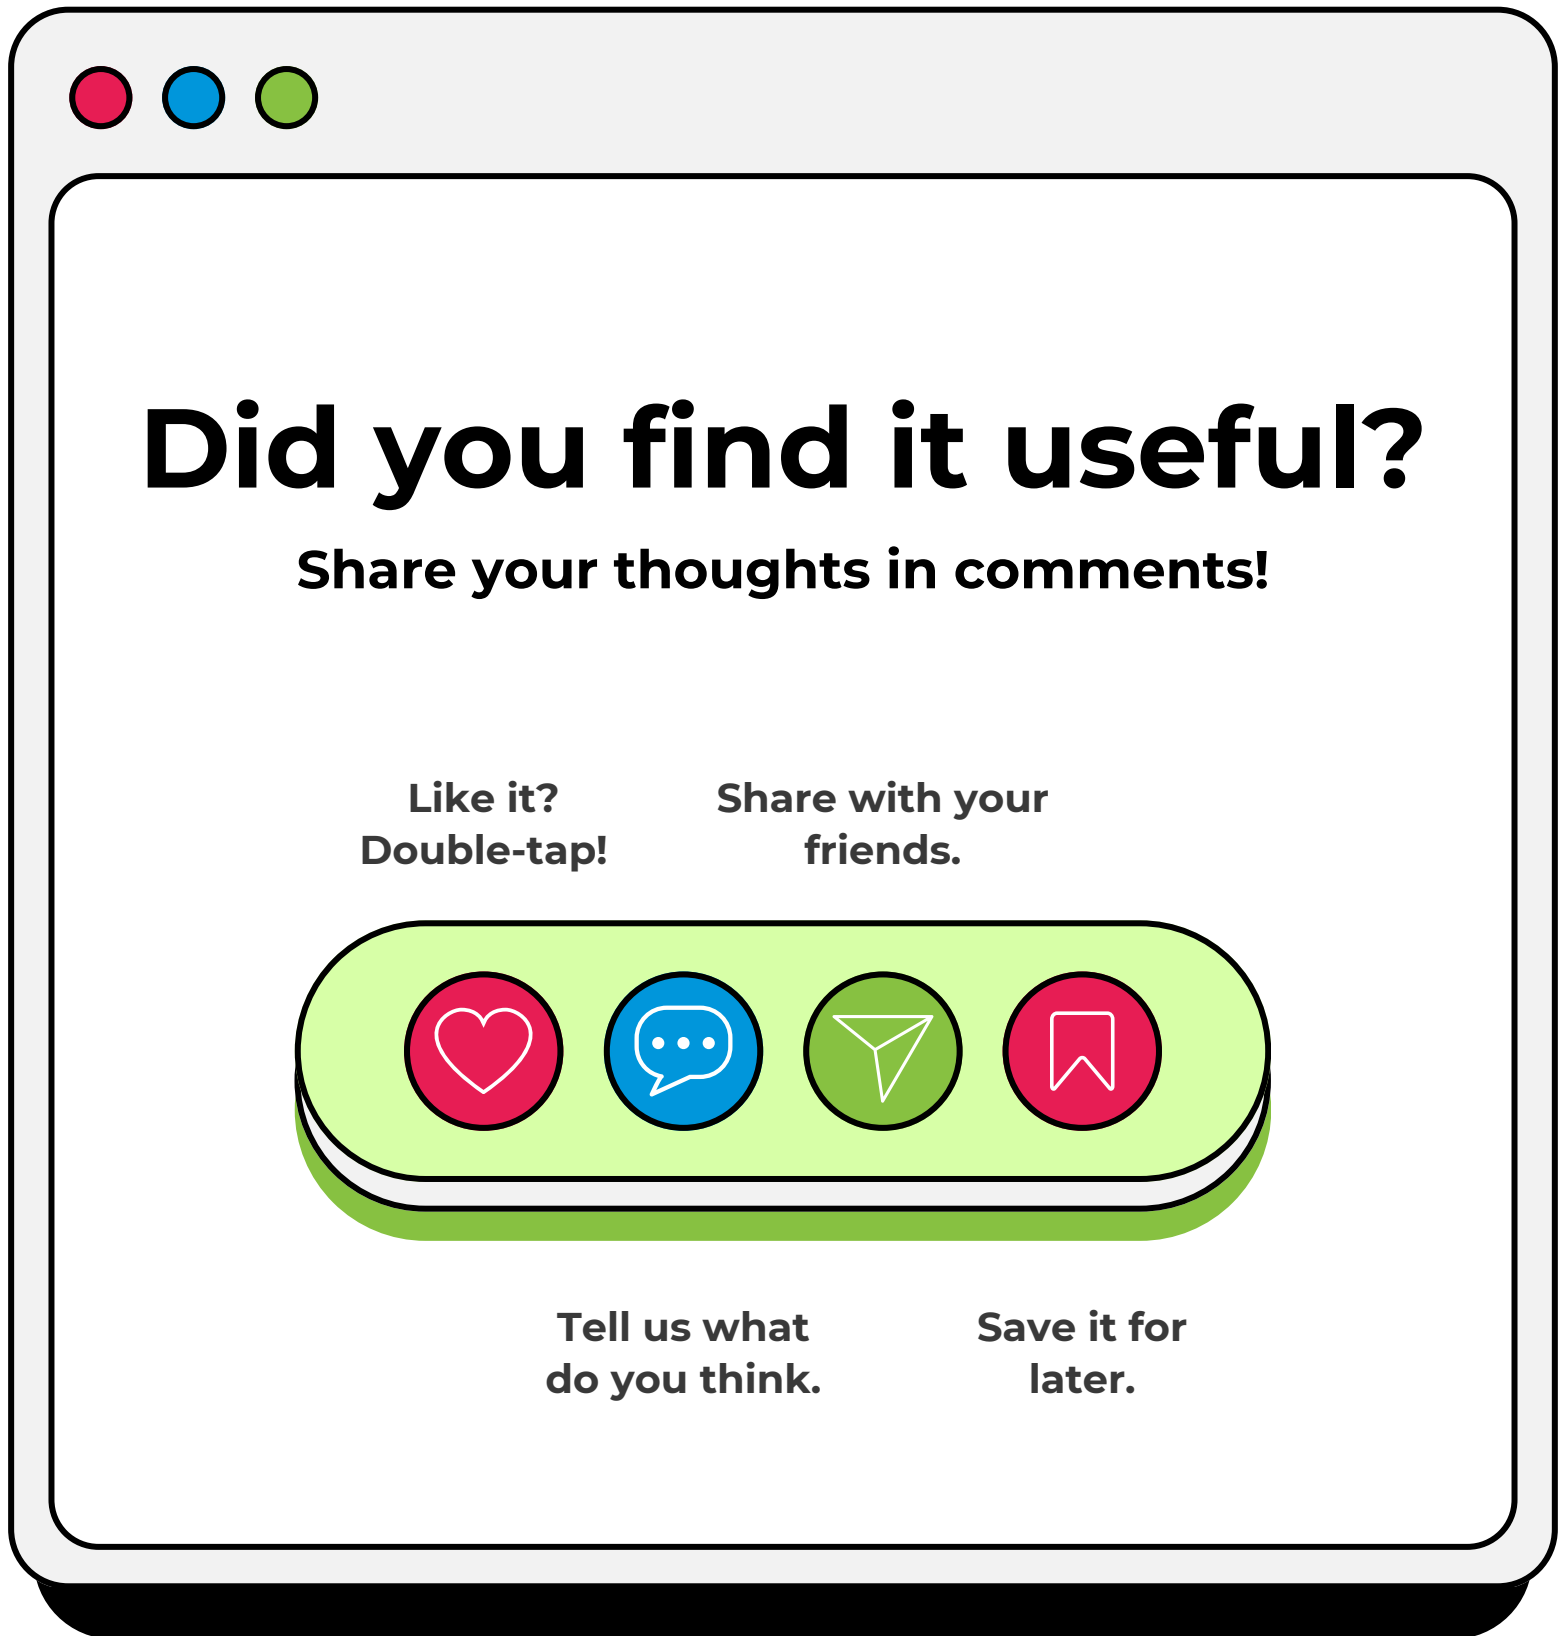 Did you find it useful?
Share your thoughts in comments!
Like it?
Double-tap!
Share with your
friends.
Tell us what
do you think.
Save it for
later.